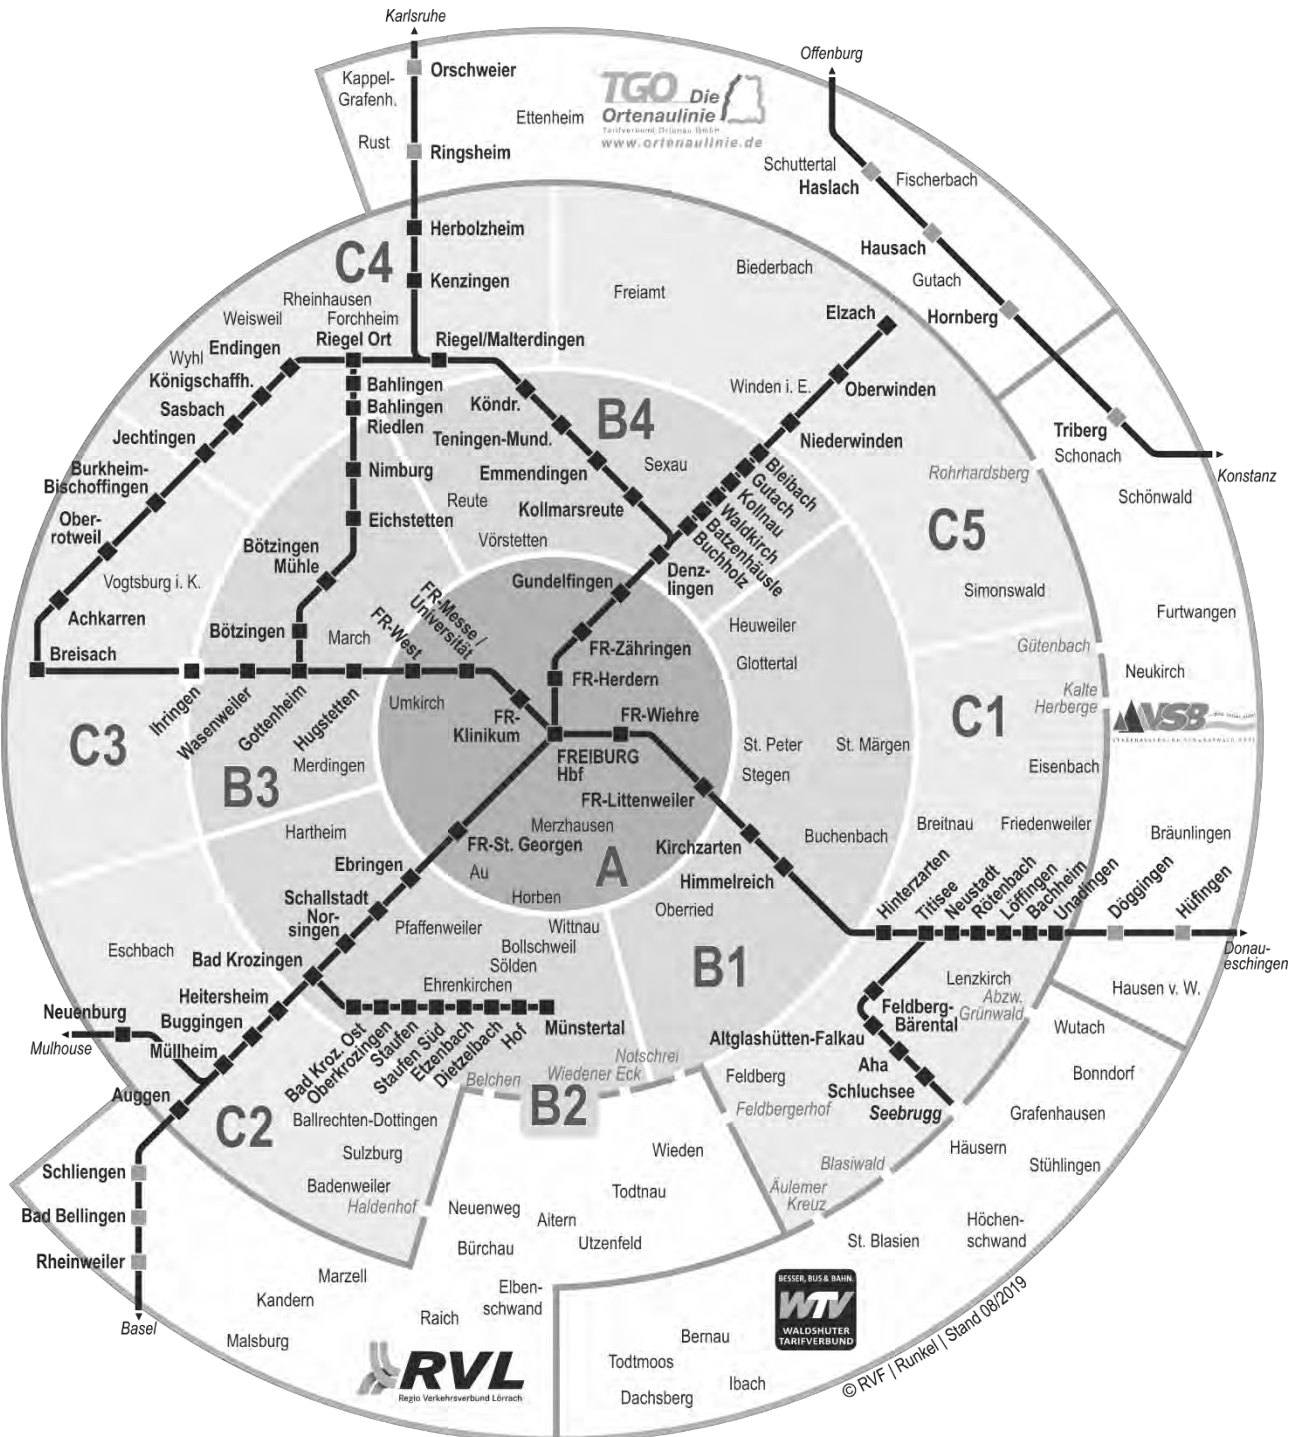 Karlsruhe
Orschweier
Kappel-
Grafenh.
Rust
Ringsheim
Ettenheim
TGO Die
Ortenaulinie
Tarifverbund Ortenau GmbH
www.ortenaulinie.de
Offenburg
Schuttertal
Haslach
Fischerbach
Hausach
Gutach
Hornberg
Triberg
Schonach
Konstanz
Schönwald
Furtwangen
Neukirch
C4
Herbolzheim
Kenzingen
Rheinhausen
Weisweil
Forchheim
Riegel Ort
Riegel/Malterdingen
Wyhl
Endingen
Königschaffh.
Sasbach
Jechtingen
Burkheim-
Bischoffingen
Ober-
rotweil
Vogtsburg i. K.
Achkarren
Breisach
Bahlingen
Bahlingen
Riedlen
Nimburg
Eichstetten
Bötzingen
Mühle
Bötzingen
March
Freiamt
Biederbach
Elzach
Oberwinden
Winden i. E.
Niederwinden
Bleibach
Gutach
Kollnau
Waldkirch
Batzenhäusle
Buchholz
Denz-
lingen
B4
Köndr.
Teningen-Mund.
Emmendingen
Kollmarsreute
Sexau
Reute
Vörstetten
Gundelfingen
FR-Zähringen
FR-Herdern
FR-Messe /
Universität
FR-West
FR-
Klinikum
FREIBURG
Hbf
FR-Wiehre
FR-Littenweiler
Umkirch
Rohrhardsberg
C5
Simonswald
Gütenbach
Kalte
Herberge
Heuweiler
Glottertal
C1
VSB
Eisenbach
St. Peter
St. Märgen
Stegen
Buchenbach
Breitnau
Friedenweiler
Bräunlingen
C3
Ihringen
Wasenweiler
Gottenheim
Hugstetten
Merdingen
B3
Hartheim
Ebringen
Schallstadt
Nor-
singen
Bad Krozingen
Eschbach
Merzhausen
FR-St. Georgen
A
Au
Horben
Kirchzarten
Himmelreich
Oberried
B1
Hinterzarten
Titisee
Neustadt
Rötenbach
Löffingen
Bachheim
Unadingen
Döggingen
Hüfingen
Donau-
eschingen
Hausen v. W.
Lenzkirch
Abzw.
Grünwald
Feldberg-
Bärental
Altglashütten-Falkau
Aha
Schluchsee
Seebrugg
Feldberg
Feldbergerhof
Pfaffenweiler
Wittnau
Bollschweil
Sölden
Ehrenkirchen
Heitersheim
Buggingen
Neuenburg
Mulhouse
Müllheim
Auggen
Bad Kroz. Ost
Oberkrozingen
Staufen
Staufen Süd
Etzenbach
Dietzelbach
Hof
Münstertal
Belchen
Wiedener Eck
Notschrei
B2
C2
Ballrechten-Dottingen
Sulzburg
Badenweiler
Haldenhof
Schliengen
Bad Bellingen
Rheinweiler
Basel
Wieden
Todtnau
Neuenweg
Aitern
Utzenfeld
Bürchau
Elben-
schwand
Marzell
Kandern
Malsburg
Raich
RVL
Regio Verkehrsverbund Lörrach
Wutach
Bonndorf
Grafenhausen
Stühlingen
Häusern
Blasiwald
Äulemer
Kreuz
Höchen-
schwand
St. Blasien
BESSER, BUS & BAHN.
WTV
WALDSHUTER
TARIFVERBUND
Bernau
Todtmoos
Ibach
Dachsberg
© RVF | Runkel | Stand 08/2019